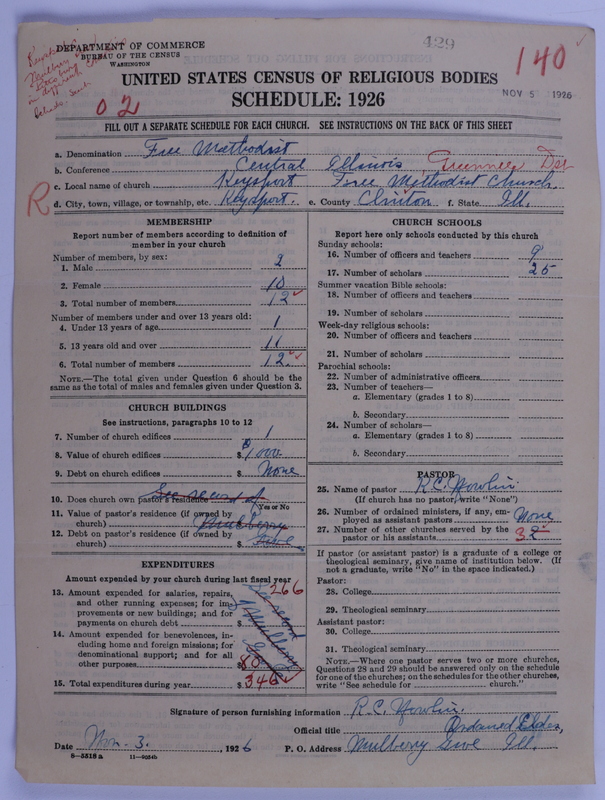 DEPARTMENT OF COMMERCE
BUREAU OF THE CENSUS
WASHINGTON
429
140
NOV 5 1926
UNITED STATES CENSUS OF RELIGIOUS BODIES
SCHEDULE: 1926
02
FILL OUT A SEPARATE SCHEDULE FOR EACH CHURCH. SEE INSTRUCTIONS ON THE BACK OF THIS SHEET
a. Denomination Free Methodist
b. Conference Central Illinois Greenville Dist
c. Local name of church Keysport Free Methodist Church
R
d. City, town, village, or township, etc. Keysport. e. County Clinton f. State Ill.
MEMBERSHIP
Report number of members according to definition of member in your church
Number of members, by sex:
1. Male 2
2. Female 10
3. Total number of members 12
Number of members under and over 13 years old:
4. Under 13 years of age 1
5. 13 years old and over 11
6. Total number of members 12
NOTE.—The total given under Question 6 should be the same as the total of males and females given under Question 3.
CHURCH BUILDINGS
See instructions, paragraphs 10 to 12
7. Number of church edifices 1
8. Value of church edifices $1000
9. Debt on church edifices $ None
10. Does church own pastor's residence See record of
Yes or No
11. Value of pastor's residence (if owned by church) Mulberry
12. Debt on pastor's residence (if owned by church) $ Grove
EXPENDITURES
Amount expended by your church during last fiscal year
13. Amount expended for salaries, repairs, and other running expenses; for improvements or new buildings; and for payments on church debt $ 266
See record of Mulberry
14. Amount expended for benevolences, including home and foreign missions; for denominational support; and for all other purposes $ 80
15. Total expenditures during year $ 346
CHURCH SCHOOLS
Report here only schools conducted by this church
Sunday schools:
16. Number of officers and teachers 9
17. Number of scholars 25
Summer vacation Bible schools:
18. Number of officers and teachers
19. Number of scholars
Week-day religious schools:
20. Number of officers and teachers
21. Number of scholars
Parochial schools:
22. Number of administrative officers
23. Number of teachers—
a. Elementary (grades 1 to 8)
b. Secondary
24. Number of scholars—
a. Elementary (grades 1 to 8)
b. Secondary
PASTOR
25. Name of pastor R.C. Nowlin
(If church has no pastor, write "None")
26. Number of ordained ministers, if any, employed as assistant pastors None
27. Number of other churches served by the pastor or his assistants 3 2
If pastor (or assistant pastor) is a graduate of a college or theological seminary, give name of institution below. (If not a graduate, write "No" in the space indicated.)
Pastor:
28. College
29. Theological seminary
Assistant pastor:
30. College
31. Theological seminary
NOTE.—Where one pastor serves two or more churches, Questions 28 and 29 should be answered only on the schedule for one of the churches; on the schedules for the other churches, write "See schedule for church."
Signature of person furnishing information R.C. Nowlin.
Official title Ordained Elder,
Date Nov. 3. 1926 P. O. Address Mulberry Grove Ill.
8—5518a 11—9034b